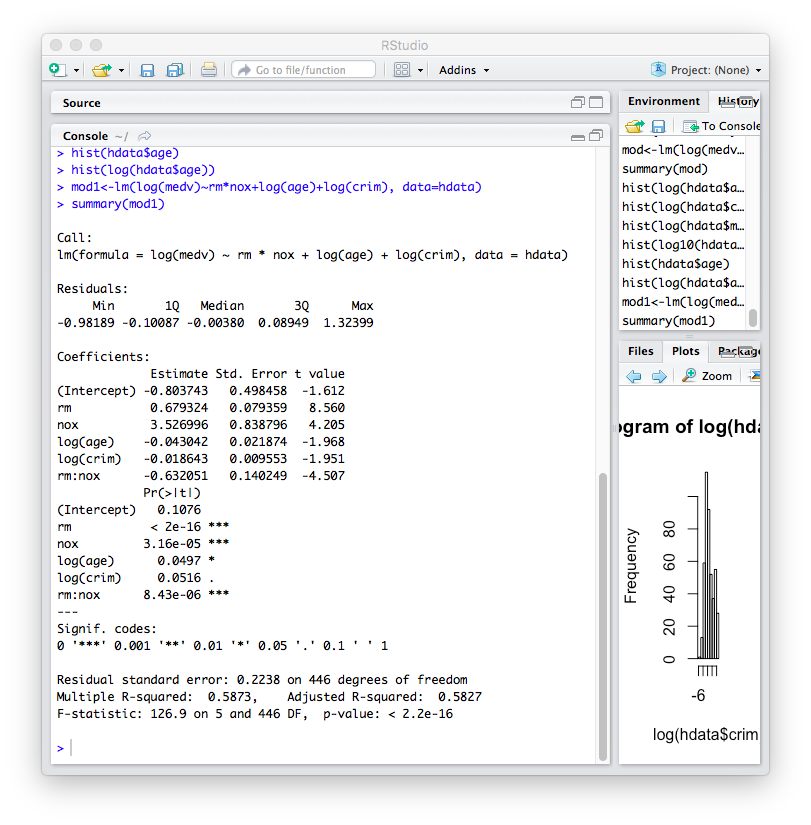 RStudio
Go to file/function
Addins
Project: (None)
Source
Console ~/
> hist(hdata$age)
> hist(log(hdata$age))
> mod1<-lm(log(medv)~rm*nox+log(age)+log(crim), data=hdata)
> summary(mod1)
Call:
lm(formula = log(medv) ~ rm * nox + log(age) + log(crim), data = hdata)
Residuals:
Min 1Q Median 3Q Max
-0.98189 -0.10087 -0.00380 0.08949 1.32399
Coefficients:
Estimate Std. Error t value
(Intercept) -0.803743 0.498458 -1.612
rm 0.679324 0.079359 8.560
nox 3.526996 0.838796 4.205
log(age) -0.043042 0.021874 -1.968
log(crim) -0.018643 0.009553 -1.951
rm:nox -0.632051 0.140249 -4.507
Pr(>|t|)
(Intercept) 0.1076
rm < 2e-16 ***
nox 3.16e-05 ***
log(age) 0.0497 *
log(crim) 0.0516 .
rm:nox 8.43e-06 ***
---
Signif. codes:
0 '***' 0.001 '**' 0.01 '*' 0.05 '.' 0.1 ' ' 1
Residual standard error: 0.2238 on 446 degrees of freedom
Multiple R-squared: 0.5873, Adjusted R-squared: 0.5827
F-statistic: 126.9 on 5 and 446 DF, p-value: < 2.2e-16
>
Environment History
To Console
mod<-lm(log(medv…
summary(mod)
hist(log(hdata$a…
hist(log(hdata$c…
hist(log(hdata$m…
hist(log10(hdata…
hist(hdata$age)
hist(log(hdata$a…
mod1<-lm(log(med…
summary(mod1)
Files Plots Package
Zoom
ogram of log(hda
Frequency
0 20 40 60 80
-6
log(hdata$crim